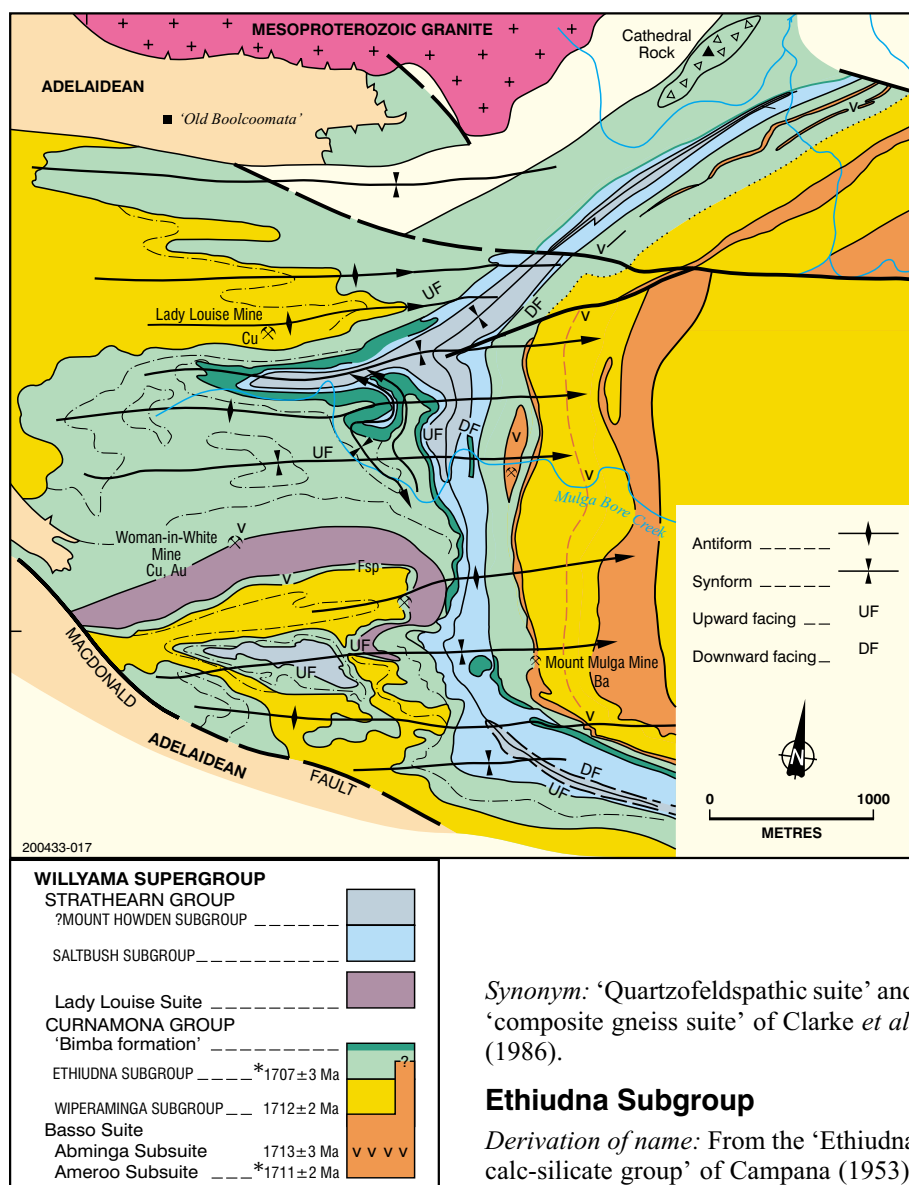 MESOPROTEROZOIC GRANITE
Cathedral
Rock
ADELAIDEAN
'Old Boolcoomata'
V
V
UF
DF
Lady Louise Mine
Cu
V
UF
UF
DF
V
V
Mulga Bore Creek
Woman-in-White
Mine
Cu, Au
V
V
Fsp
UF
UF
Mount Mulga Mine
Ba
V
MACDONALD
ADELAIDEAN
FAULT
DF
UF
Antiform _ _ _ _ _
Synform _ _ _ _ _
Upward facing _ _ UF
Downward facing _ DF
N
0 1000
METRES
200433-017
WILLYAMA SUPERGROUP
STRATHEARN GROUP
?MOUNT HOWDEN SUBGROUP _ _ _ _ _ _ _
SALTBUSH SUBGROUP _ _ _ _ _ _ _ _ _ _ _
Lady Louise Suite _ _ _ _ _ _ _ _ _ _ _
CURNAMONA GROUP
'Bimba formation' _ _ _ _ _ _ _ _ _ _ _
?
ETHIUDNA SUBGROUP _ _ _ _ *1707±3 Ma
WIPERAMINGA SUBGROUP _ _ 1712±2 Ma
Basso Suite
Abminga Subsuite 1713±3 Ma V V V V
Ameroo Subsuite _ _ _ *1711±2 Ma
Synonym: 'Quartzofeldspathic suite' and
'composite gneiss suite' of Clarke et al
(1986).
Ethiudna Subgroup
Derivation of name: From the 'Ethiudna
calc-silicate group' of Campana (1953)